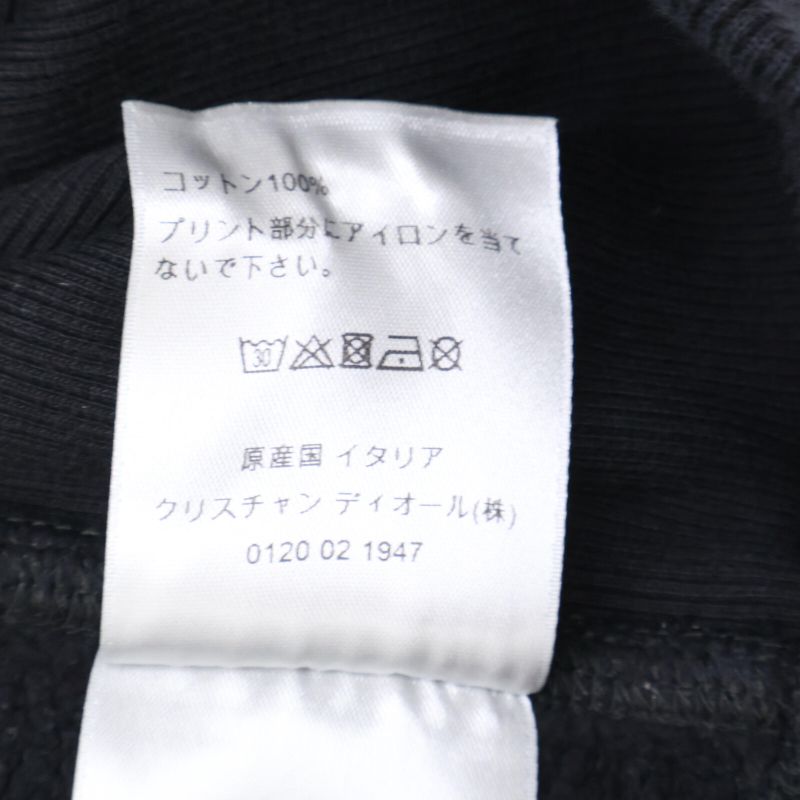 コットン100%
プリント部分にアイロンを当て
ないで下さい。
30
原産国 イタリア
クリスチャン ディオール(株)
0120 02 1947